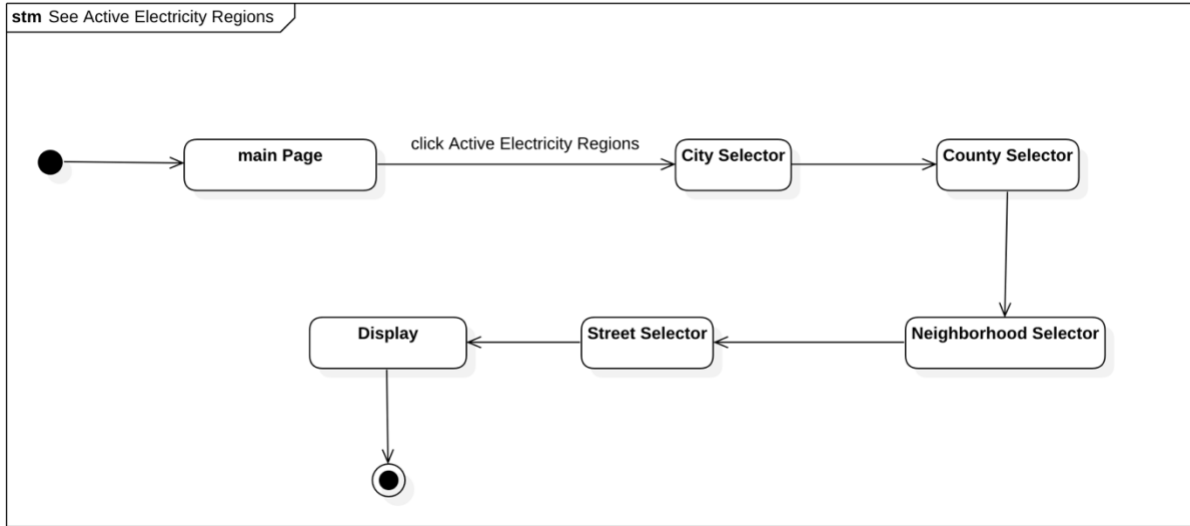 stm See Active Electricity Regions
main Page
click Active Electricity Regions
City Selector
County Selector
Display
Street Selector
Neighborhood Selector